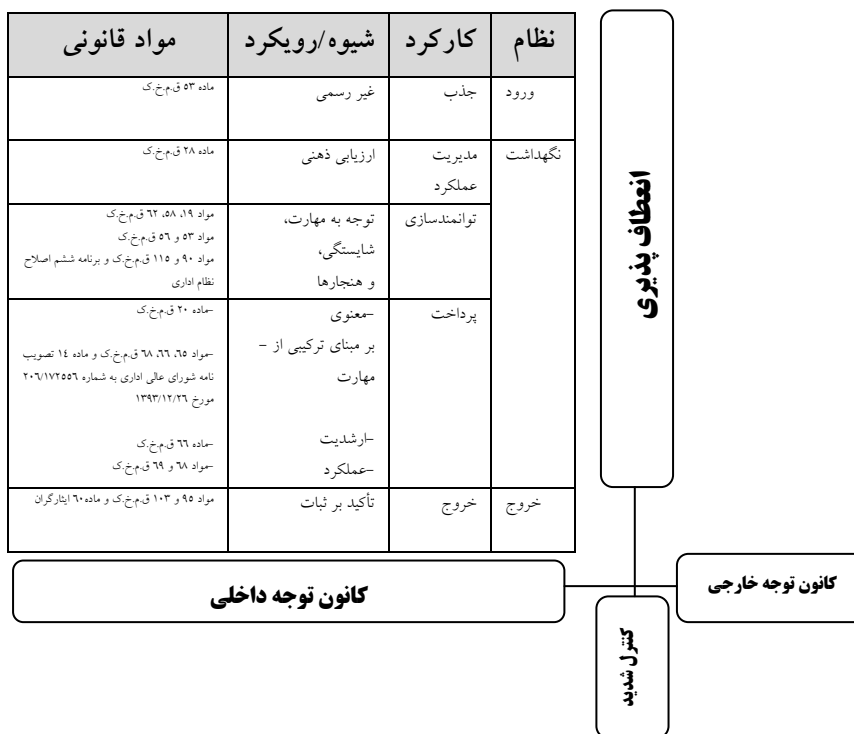 نظام	کارکرد	شیوه/رویکرد	مواد قانونی
ورود	جذب	غیر رسمی	ماده ۵۳ ق.م.خ.ک
نگهداشت	مدیریت عملکرد	ارزیابی ذهنی	ماده ۲۸ ق.م.خ.ک
توانمندسازی
توجه به مهارت،
شایستگی،
و هنجارها
مواد ۱۹، ۵۸، ۶۲ ق.م.خ.ک
مواد ۵۳ و ۵۶ ق.م.خ.ک
مواد ۹۰ و ۱۱۵ ق.م.خ.ک و برنامه ششم اصلاح
نظام اداری
پرداخت
-معنوی
بر مبنای ترکیبی از -
مهارت
-ارشدیت
-عملکرد
-ماده ۲۰ ق.م.خ.ک
-مواد ۶۵، ۶۶، ۶۸ ق.م.خ.ک و ماده ۱۴ تصویب
نامه شورای عالی اداری به شماره ۲۰۶/۱۷۲۵۵۶
مورخ ۱۳۹۳/۱۲/۲۶
-ماده ۶۶ ق.م.خ.ک
-مواد ۶۸ و ۶۹ ق.م.خ.ک
خروج	خروج	تأکید بر ثبات	مواد ۹۵ و ۱۰۳ ق.م.خ.ک و ماده۶۰ ایثارگران
انعطاف پذیری
کانون توجه خارجی
کانون توجه داخلی
کنترل شدید